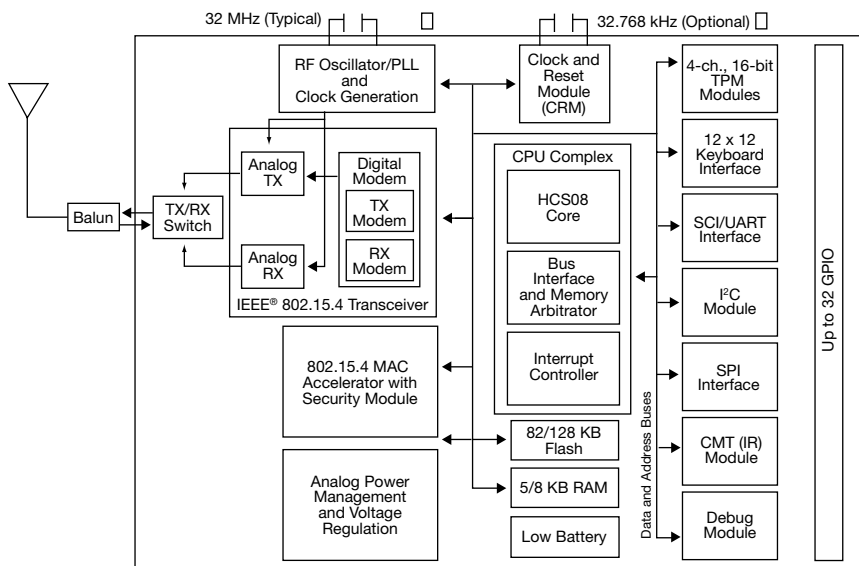 32 MHz (Typical)
32.768 kHz (Optional)
RF Oscillator/PLL
and
Clock Generation
Clock and
Reset
Module
(CRM)
4-ch., 16-bit
TPM
Modules
12 x 12
Keyboard
Interface
SCI/UART
Interface
I²C
Module
SPI
Interface
CMT (IR)
Module
Debug
Module
Up to 32 GPIO
Balun
TX/RX
Switch
Analog
TX
Analog
RX
Digital
Modem
TX
Modem
RX
Modem
IEEE® 802.15.4 Transceiver
CPU Complex
HCS08
Core
Bus
Interface
and Memory
Arbitrator
Interrupt
Controller
802.15.4 MAC
Accelerator with
Security Module
82/128 KB
Flash
5/8 KB RAM
Low Battery
Analog Power
Management
and Voltage
Regulation
Data and Address Buses